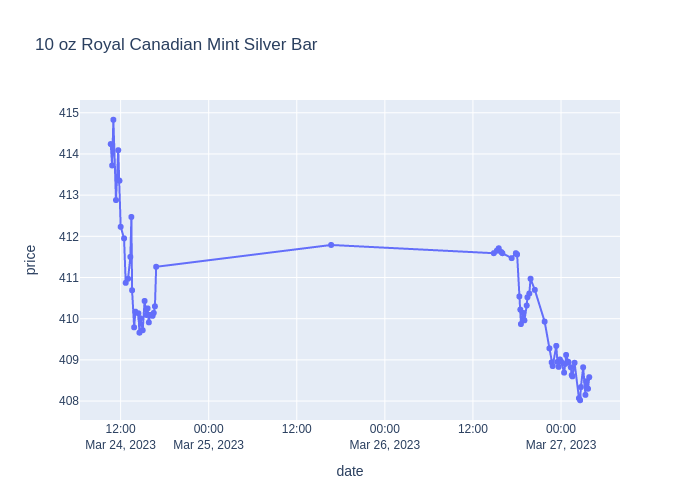 10 oz Royal Canadian Mint Silver Bar
415
414
413
412
411
410
409
408
price
12:00 00:00 12:00 00:00 12:00 00:00
Mar 24, 2023 Mar 25, 2023 Mar 26, 2023 Mar 27, 2023
date